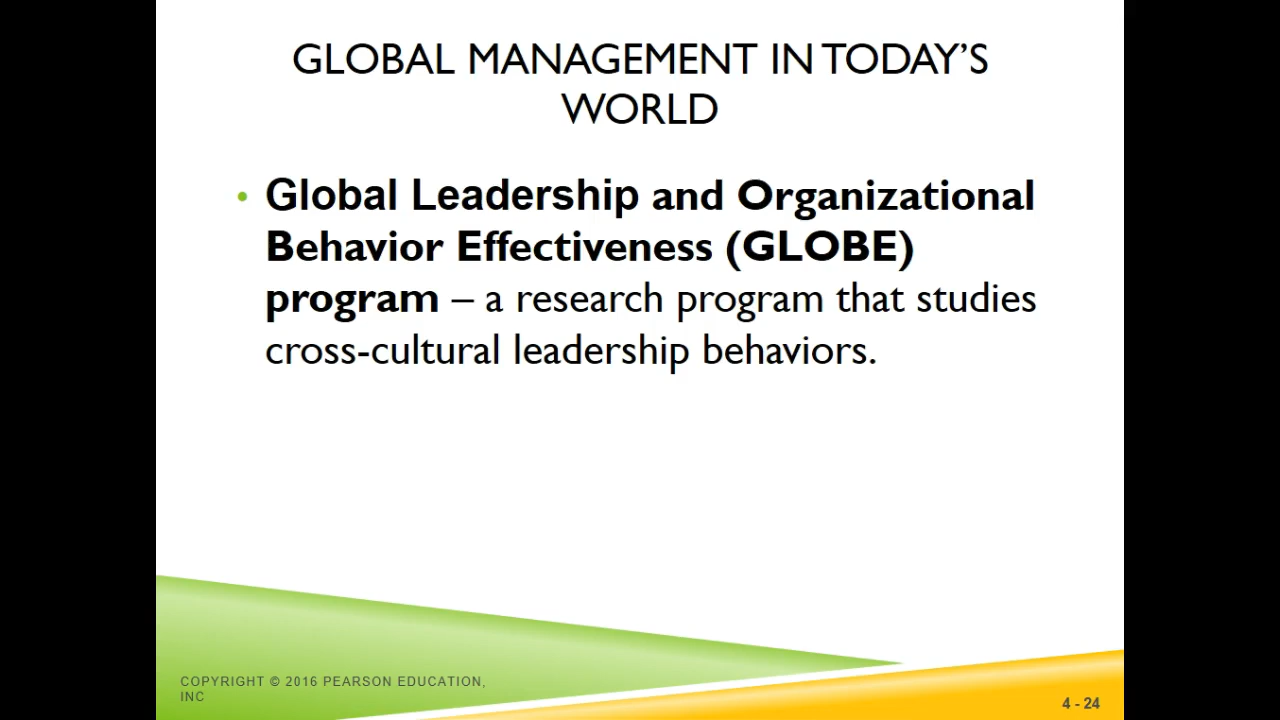 GLOBAL MANAGEMENT IN TODAY’S
WORLD
• Global Leadership and Organizational
Behavior Effectiveness (GLOBE)
program – a research program that studies
cross-cultural leadership behaviors.
COPYRIGHT © 2016 PEARSON EDUCATION,
INC
4 - 24